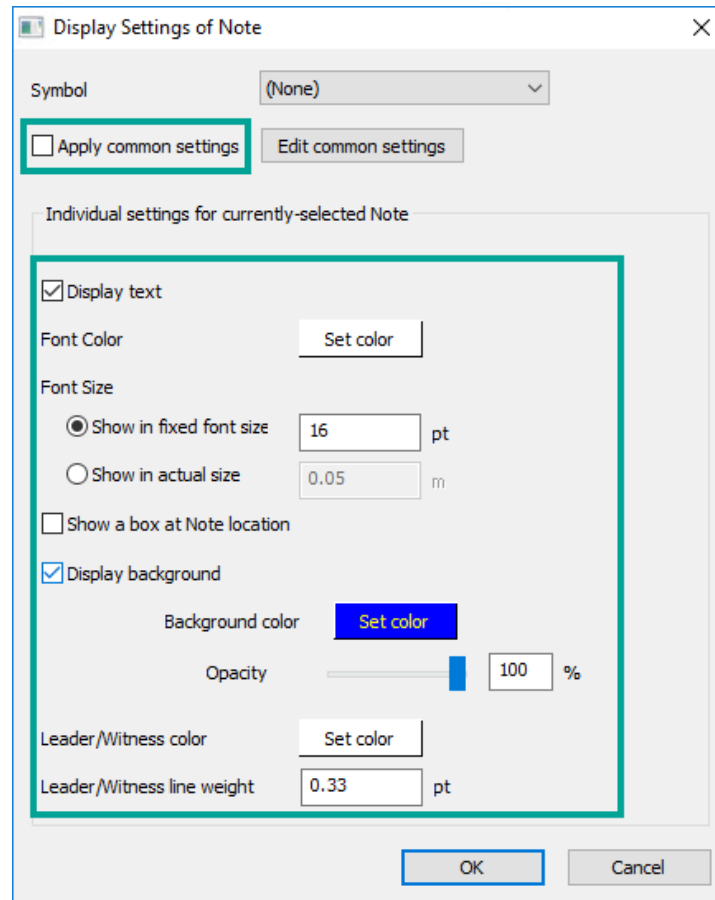 Display Settings of Note
Symbol (None)
Apply common settings Edit common settings
Individual settings for currently-selected Note
Display text
Font Color Set color
Font Size
Show in fixed font size 16 pt
Show in actual size 0.05 m
Show a box at Note location
Display background
Background color Set color
Opacity 100 %
Leader/Witness color Set color
Leader/Witness line weight 0.33 pt
OK Cancel